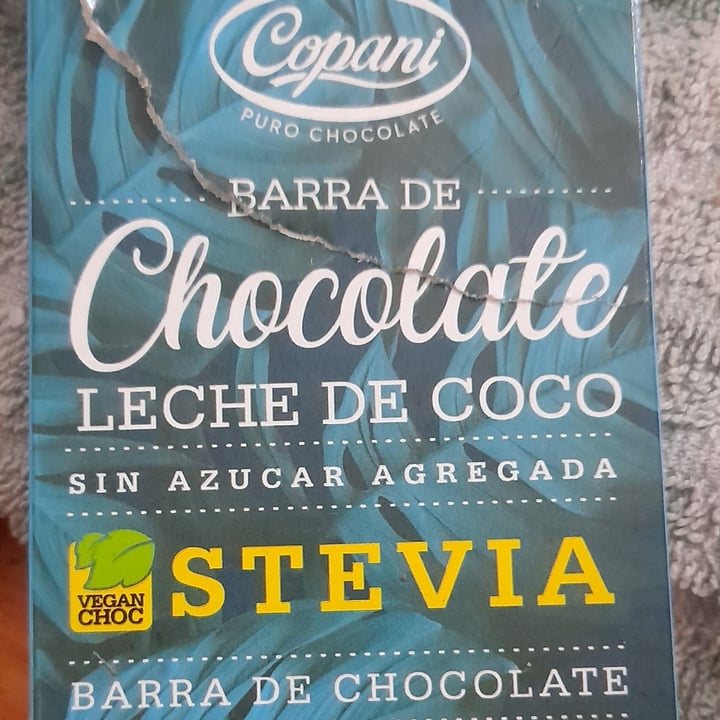 Copani
PURO CHOCOLATE
BARRA DE
Chocolate
LECHE DE COCO
SIN AZUCAR AGREGADA
VEGAN
CHOC
STEVIA
BARRA DE CHOCOLATE